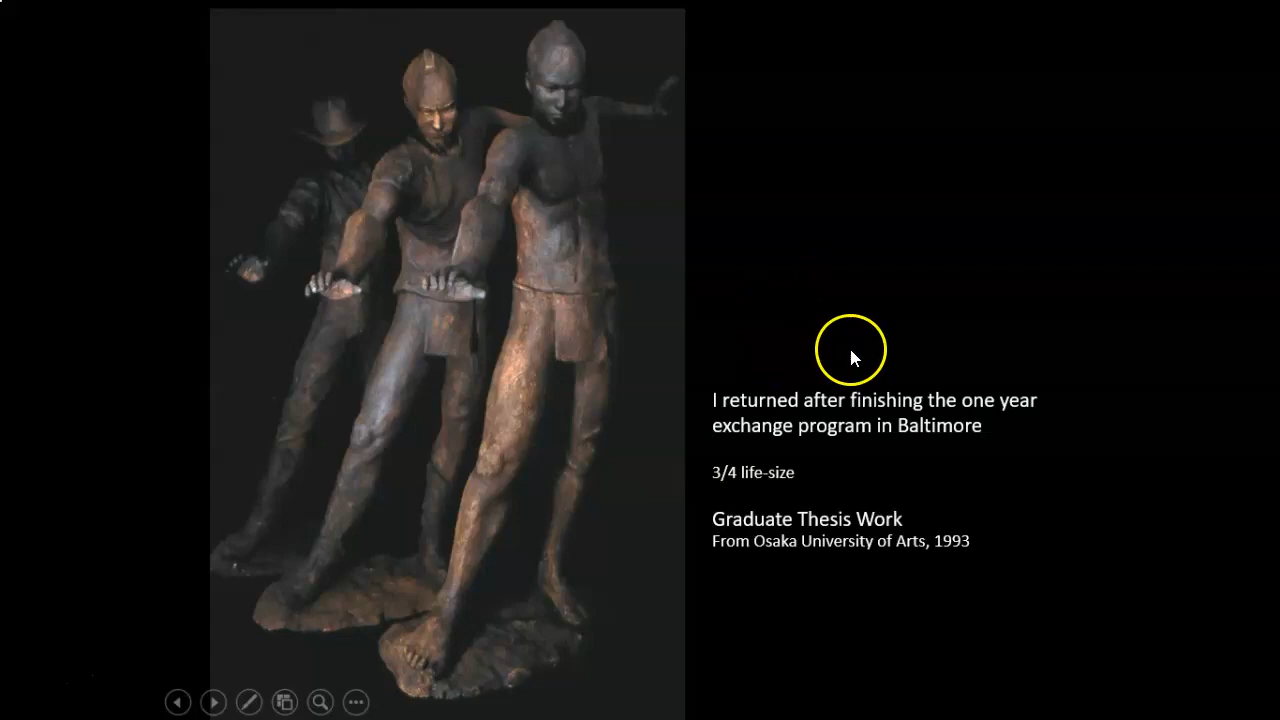 I returned after finishing the one year
exchange program in Baltimore
3/4 life-size
Graduate Thesis Work
From Osaka University of Arts, 1993